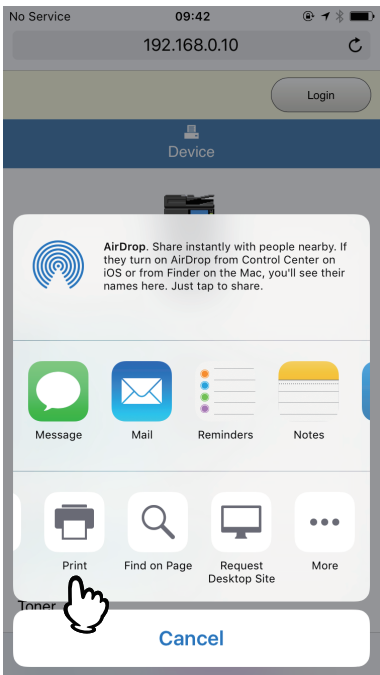 No Service 09:42
192.168.0.10
Login
Device
AirDrop. Share instantly with people nearby. If
they turn on AirDrop from Control Center on
iOS or from Finder on the Mac, you'll see their
names here. Just tap to share.
Message Mail Reminders Notes
Print Find on Page Request
Desktop Site More
Toner
Cancel